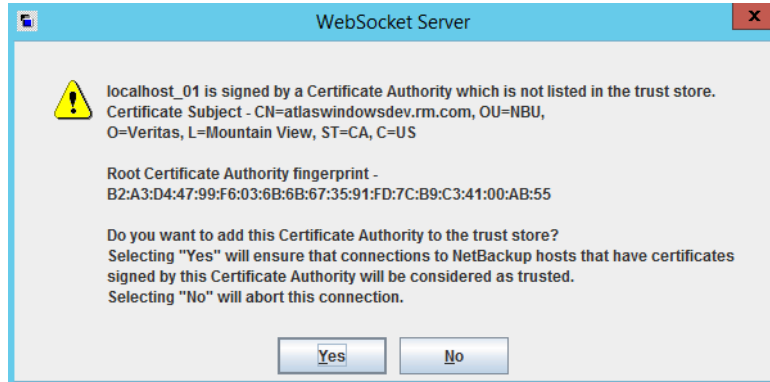 WebSocket Server
x
localhost_01 is signed by a Certificate Authority which is not listed in the trust store.
Certificate Subject - CN=atlaswindowsdev.rm.com, OU=NBU,
O=Veritas, L=Mountain View, ST=CA, C=US
Root Certificate Authority fingerprint -
B2:A3:D4:47:99:F6:03:6B:6B:67:35:91:FD:7C:B9:C3:41:00:AB:55
Do you want to add this Certificate Authority to the trust store?
Selecting "Yes" will ensure that connections to NetBackup hosts that have certificates
signed by this Certificate Authority will be considered as trusted.
Selecting "No" will abort this connection.
Yes No